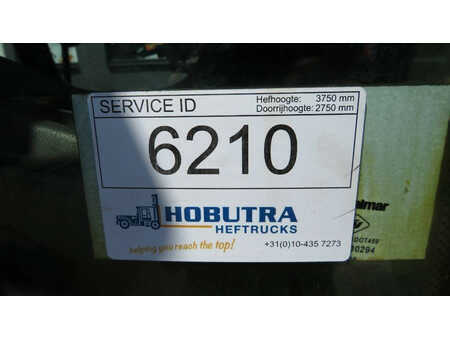 SERVICE ID
Hefhoogte: 3750 mm
Doorrijhoogte: 2750 mm
6210
HOBUTRA
HEFTRUCKS
helping you reach the top!
+31(0)10-435 7273
almar